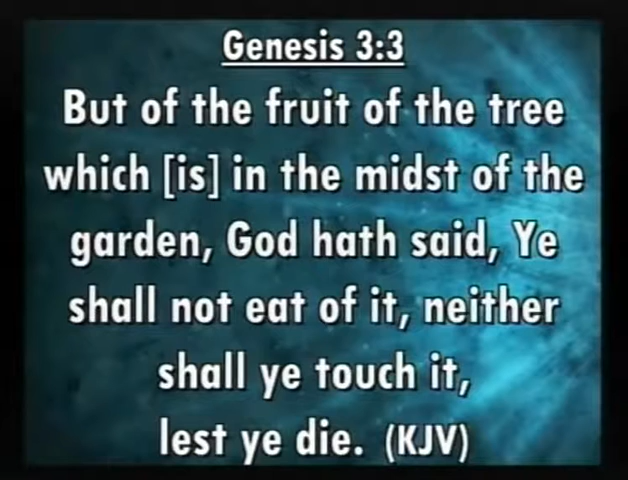 Genesis 3:3
But of the fruit of the tree
which [is] in the midst of the
garden, God hath said, Ye
shall not eat of it, neither
shall ye touch it,
lest ye die. (KJV)